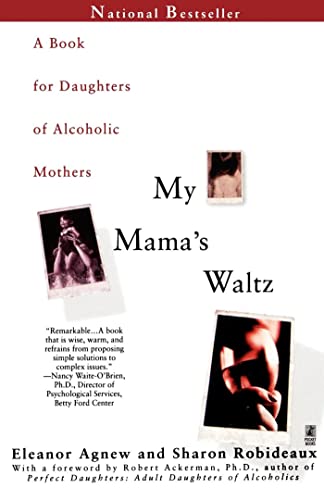 National Bestseller
A Book
for Daughters
of Alcoholic
Mothers
My
Mama's
Waltz
"Remarkable...A book
that is wise, warm, and
refrains from proposing
simple solutions to
complex issues."
—Nancy Waite-O'Brien,
Ph.D., Director of
Psychological Services,
Betty Ford Center
POCKET
BOOKS
Eleanor Agnew and Sharon Robideaux
With a foreword by Robert Ackerman, Ph.D., author of
Perfect Daughters: Adult Daughters of Alcoholics